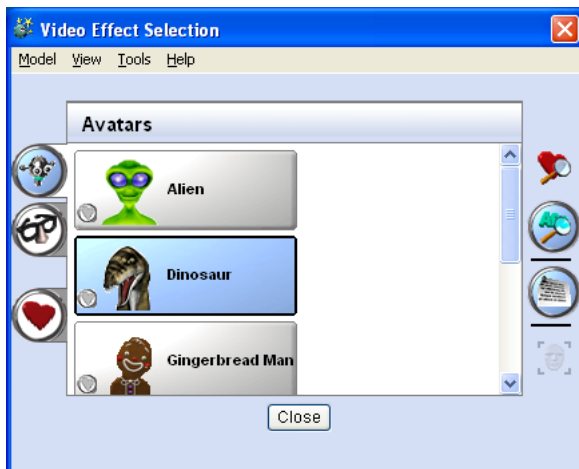 Video Effect Selection
Model View Tools Help
Avatars
Alien
Dinosaur
Gingerbread Man
Close